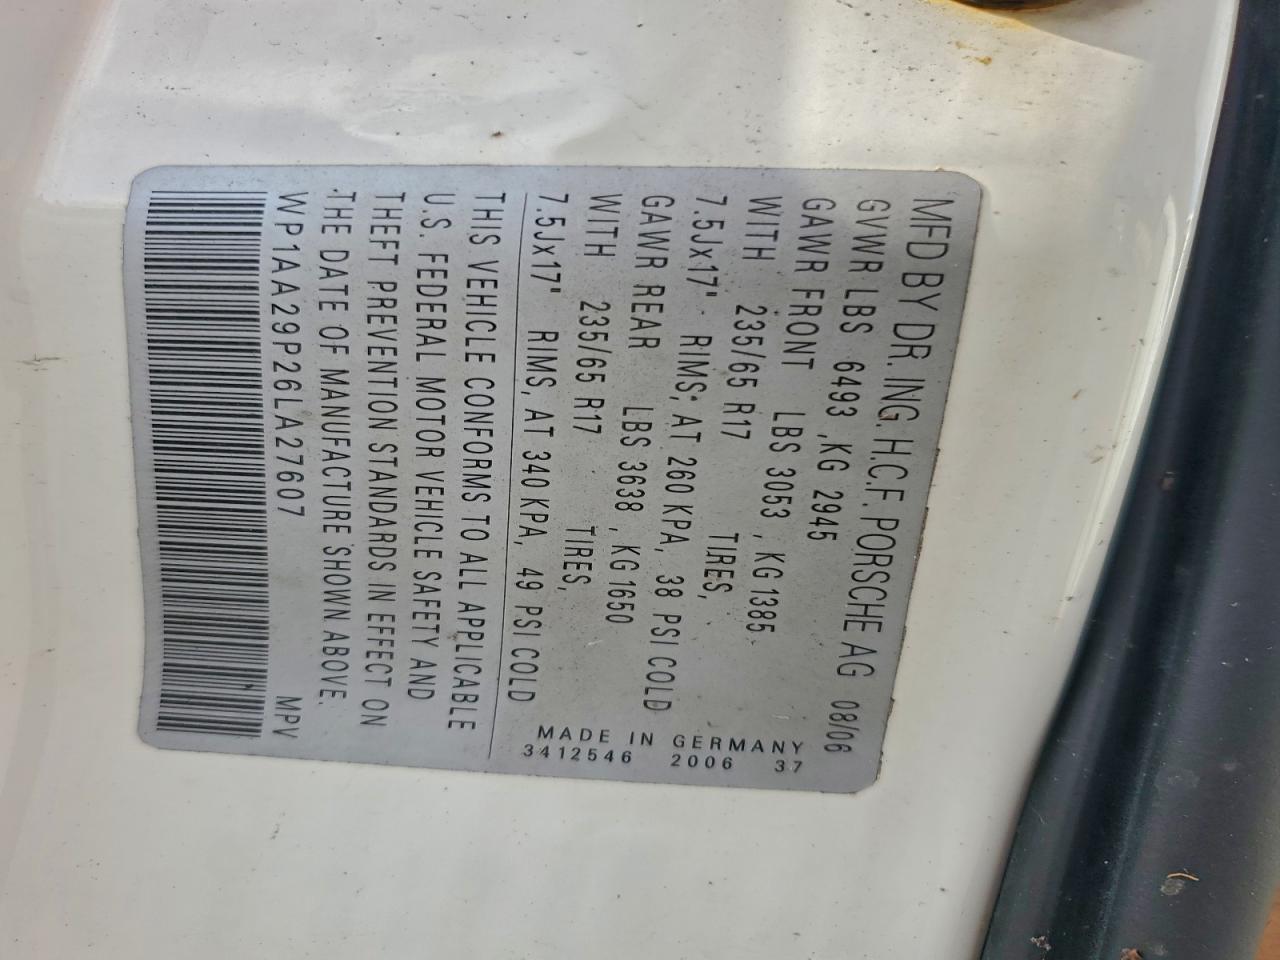 MFD BY DR. ING. H.C.F. PORSCHE AG 08/06
GVWR LBS 6493 ,KG 2945
GAWR FRONT LBS 3053 , KG 1385
WITH 235/65 R17 TIRES,
7.5Jx17" RIMS, AT 260 KPA, 38 PSI COLD
GAWR REAR LBS 3638 , KG 1650
WITH 235/65 R17 TIRES,
7.5Jx17" RIMS, AT 340 KPA, 49 PSI COLD
THIS VEHICLE CONFORMS TO ALL APPLICABLE
U.S. FEDERAL MOTOR VEHICLE SAFETY AND
THEFT PREVENTION STANDARDS IN EFFECT ON
THE DATE OF MANUFACTURE SHOWN ABOVE.
WP1AA29P26LA27607 MPV
MADE IN GERMANY
3412546 2006 37